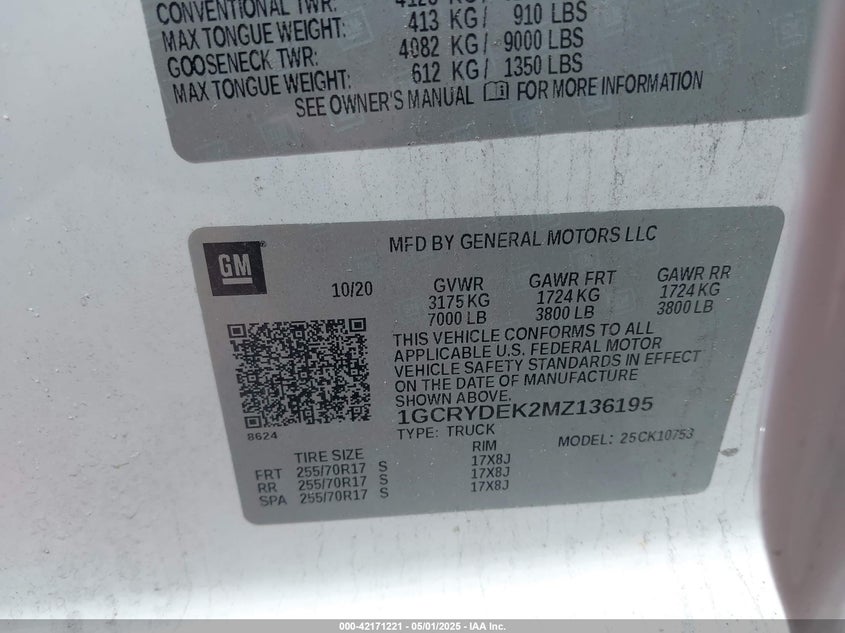 CONVENTIONAL TWR:
MAX TONGUE WEIGHT: 413 KG/ 910 LBS
GOOSENECK TWR: 4082 KG/ 9000 LBS
MAX TONGUE WEIGHT: 612 KG/ 1350 LBS
SEE OWNER'S MANUAL FOR MORE INFORMATION
GM
MFD BY GENERAL MOTORS LLC
10/20
GVWR GAWR FRT GAWR RR
3175 KG 1724 KG 1724 KG
7000 LB 3800 LB 3800 LB
THIS VEHICLE CONFORMS TO ALL
APPLICABLE U.S. FEDERAL MOTOR
VEHICLE SAFETY STANDARDS IN EFFECT
ON THE DATE OF MANUFACTURE
SHOWN ABOVE.
8624
1GCRYDEK2MZ136195
TYPE: TRUCK MODEL: 25CK10753
TIRE SIZE RIM
FRT 255/70R17 S 17X8J
RR 255/70R17 S 17X8J
SPA 255/70R17 S 17X8J
000-42171221 - 05/01/2025 - IAA Inc.